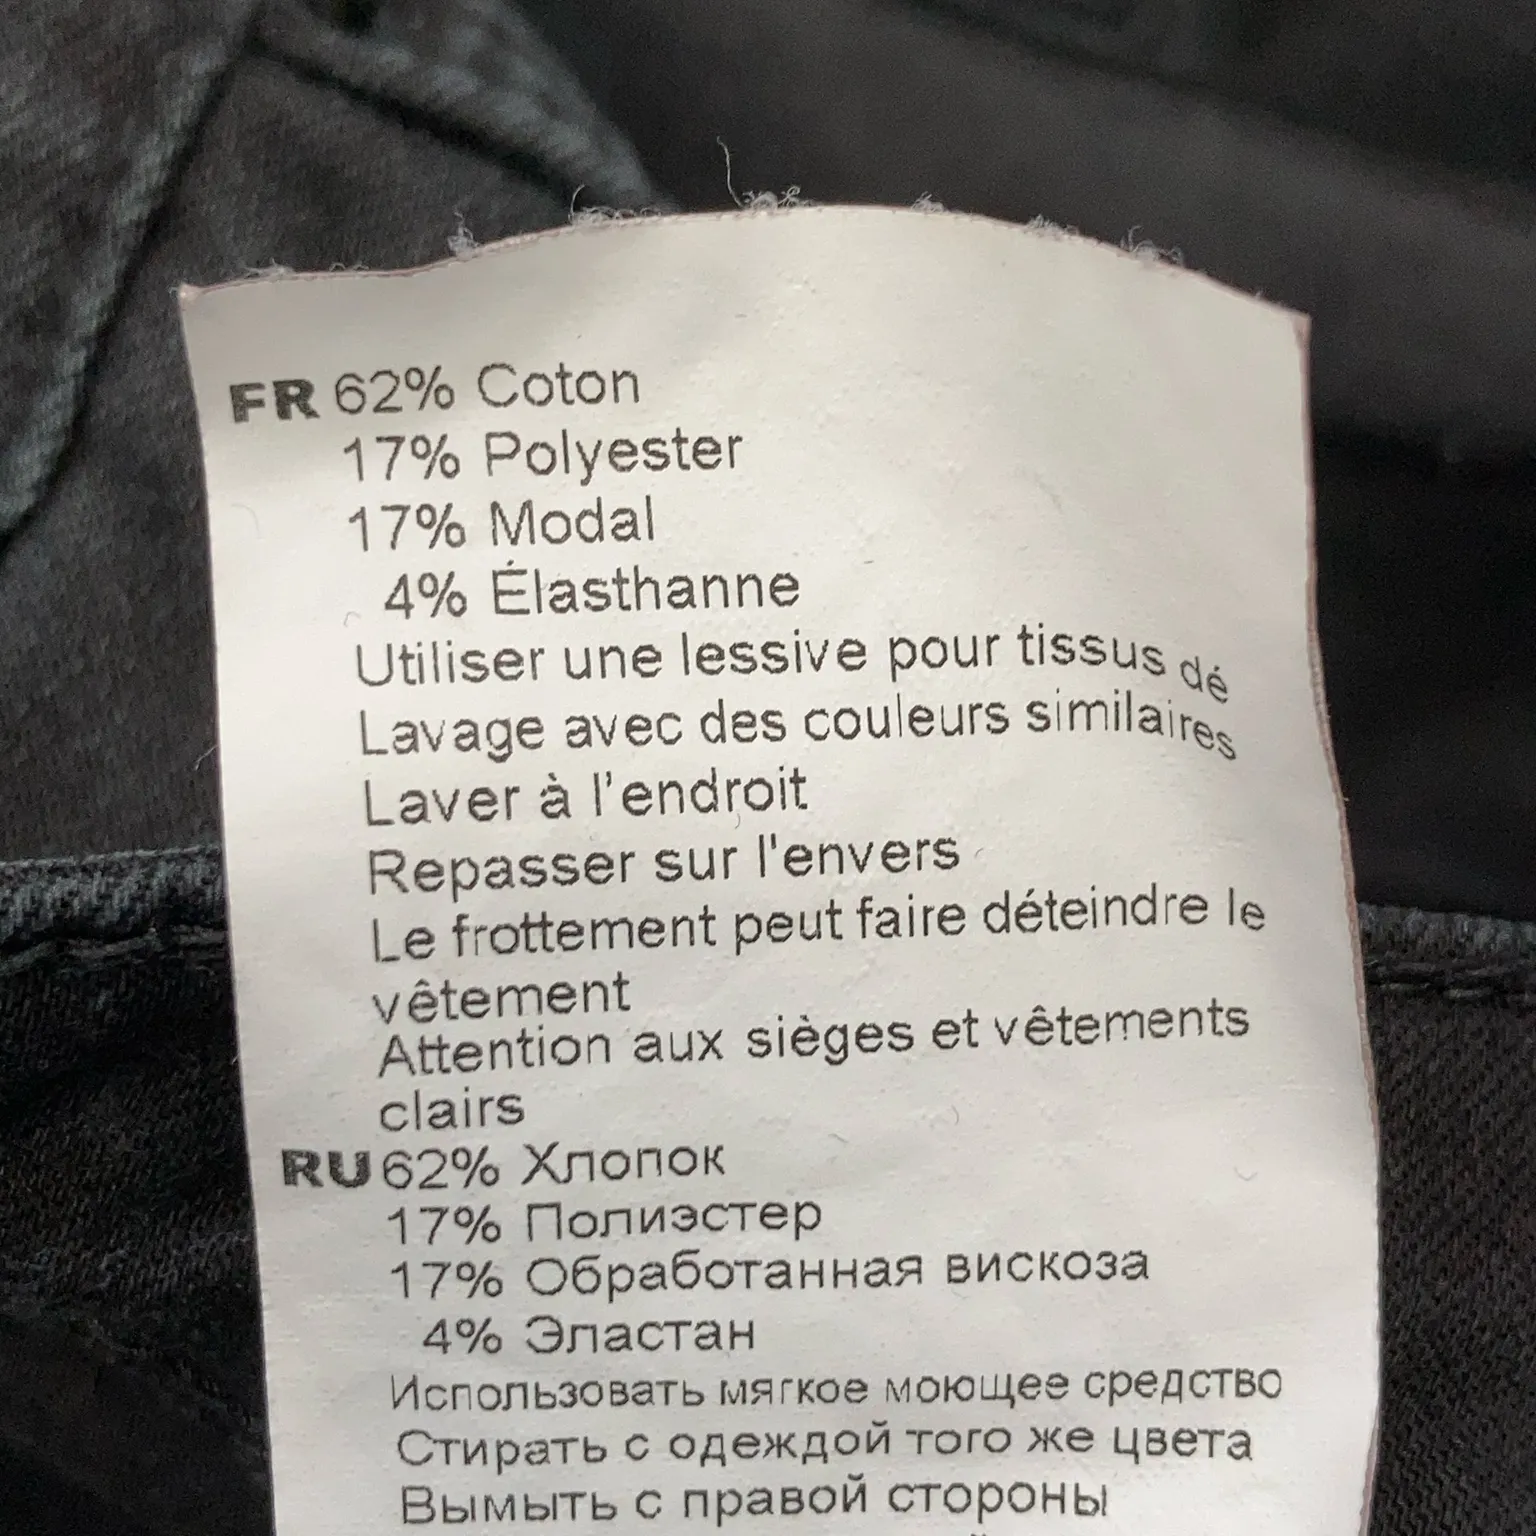 FR 62% Coton
17% Polyester
17% Modal
4% Élasthanne
Utiliser une lessive pour tissus dé
Lavage avec des couleurs similaires
Laver à l'endroit
Repasser sur l'envers
Le frottement peut faire déteindre le
vêtement
Attention aux sièges et vêtements
clairs
RU 62% Хлопок
17% Полиэстер
17% Обработанная вискоза
4% Эластан
Использовать мягкое моющее средство
Стирать с одеждой того же цвета
Вымыть с правой стороны